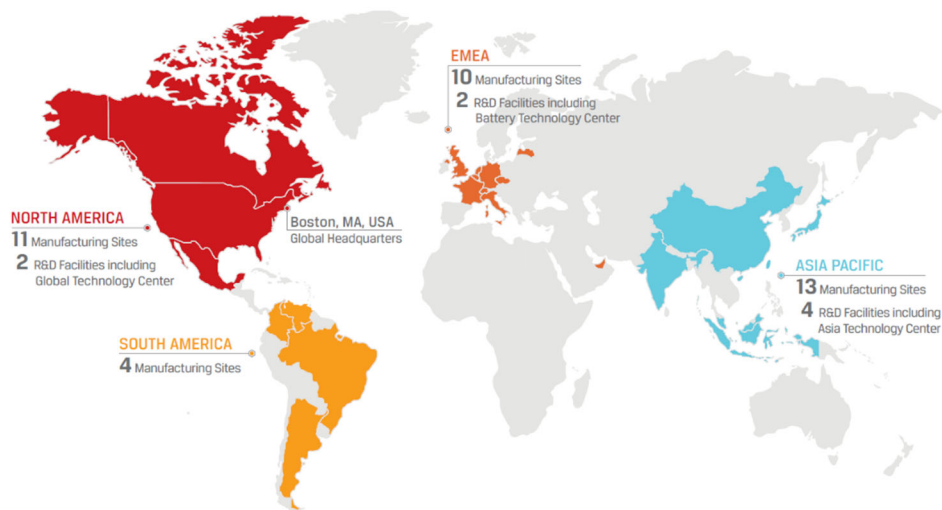 EMEA
10 Manufacturing Sites
2 R&D Facilities including
Battery Technology Center
NORTH AMERICA
11 Manufacturing Sites
2 R&D Facilities including
Global Technology Center
Boston, MA, USA
Global Headquarters
ASIA PACIFIC
13 Manufacturing Sites
4 R&D Facilities including
Asia Technology Center
SOUTH AMERICA
4 Manufacturing Sites